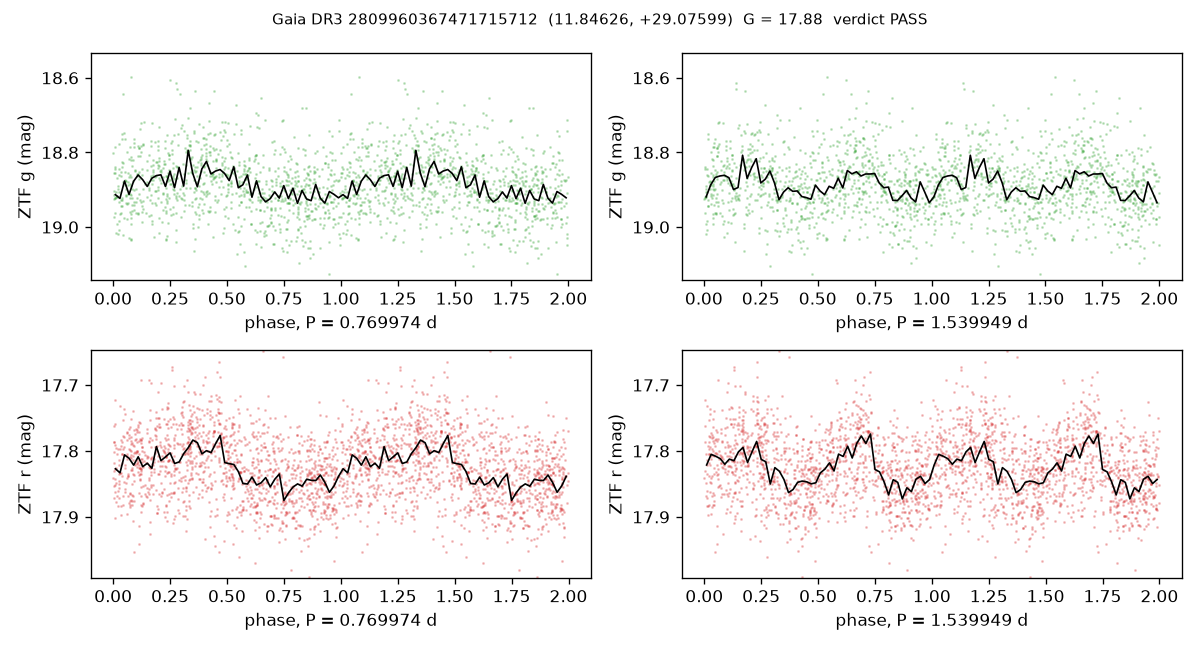 Gaia DR3 2809960367471715712 (11.84626, +29.07599) G = 17.88 verdict PASS
ZTF g (mag)
18.6
18.8
19.0
0.00 0.25 0.50 0.75 1.00 1.25 1.50 1.75 2.00
phase, P = 0.769974 d
ZTF g (mag)
18.6
18.8
19.0
0.00 0.25 0.50 0.75 1.00 1.25 1.50 1.75 2.00
phase, P = 1.539949 d
ZTF r (mag)
17.7
17.8
17.9
0.00 0.25 0.50 0.75 1.00 1.25 1.50 1.75 2.00
phase, P = 0.769974 d
ZTF r (mag)
17.7
17.8
17.9
0.00 0.25 0.50 0.75 1.00 1.25 1.50 1.75 2.00
phase, P = 1.539949 d